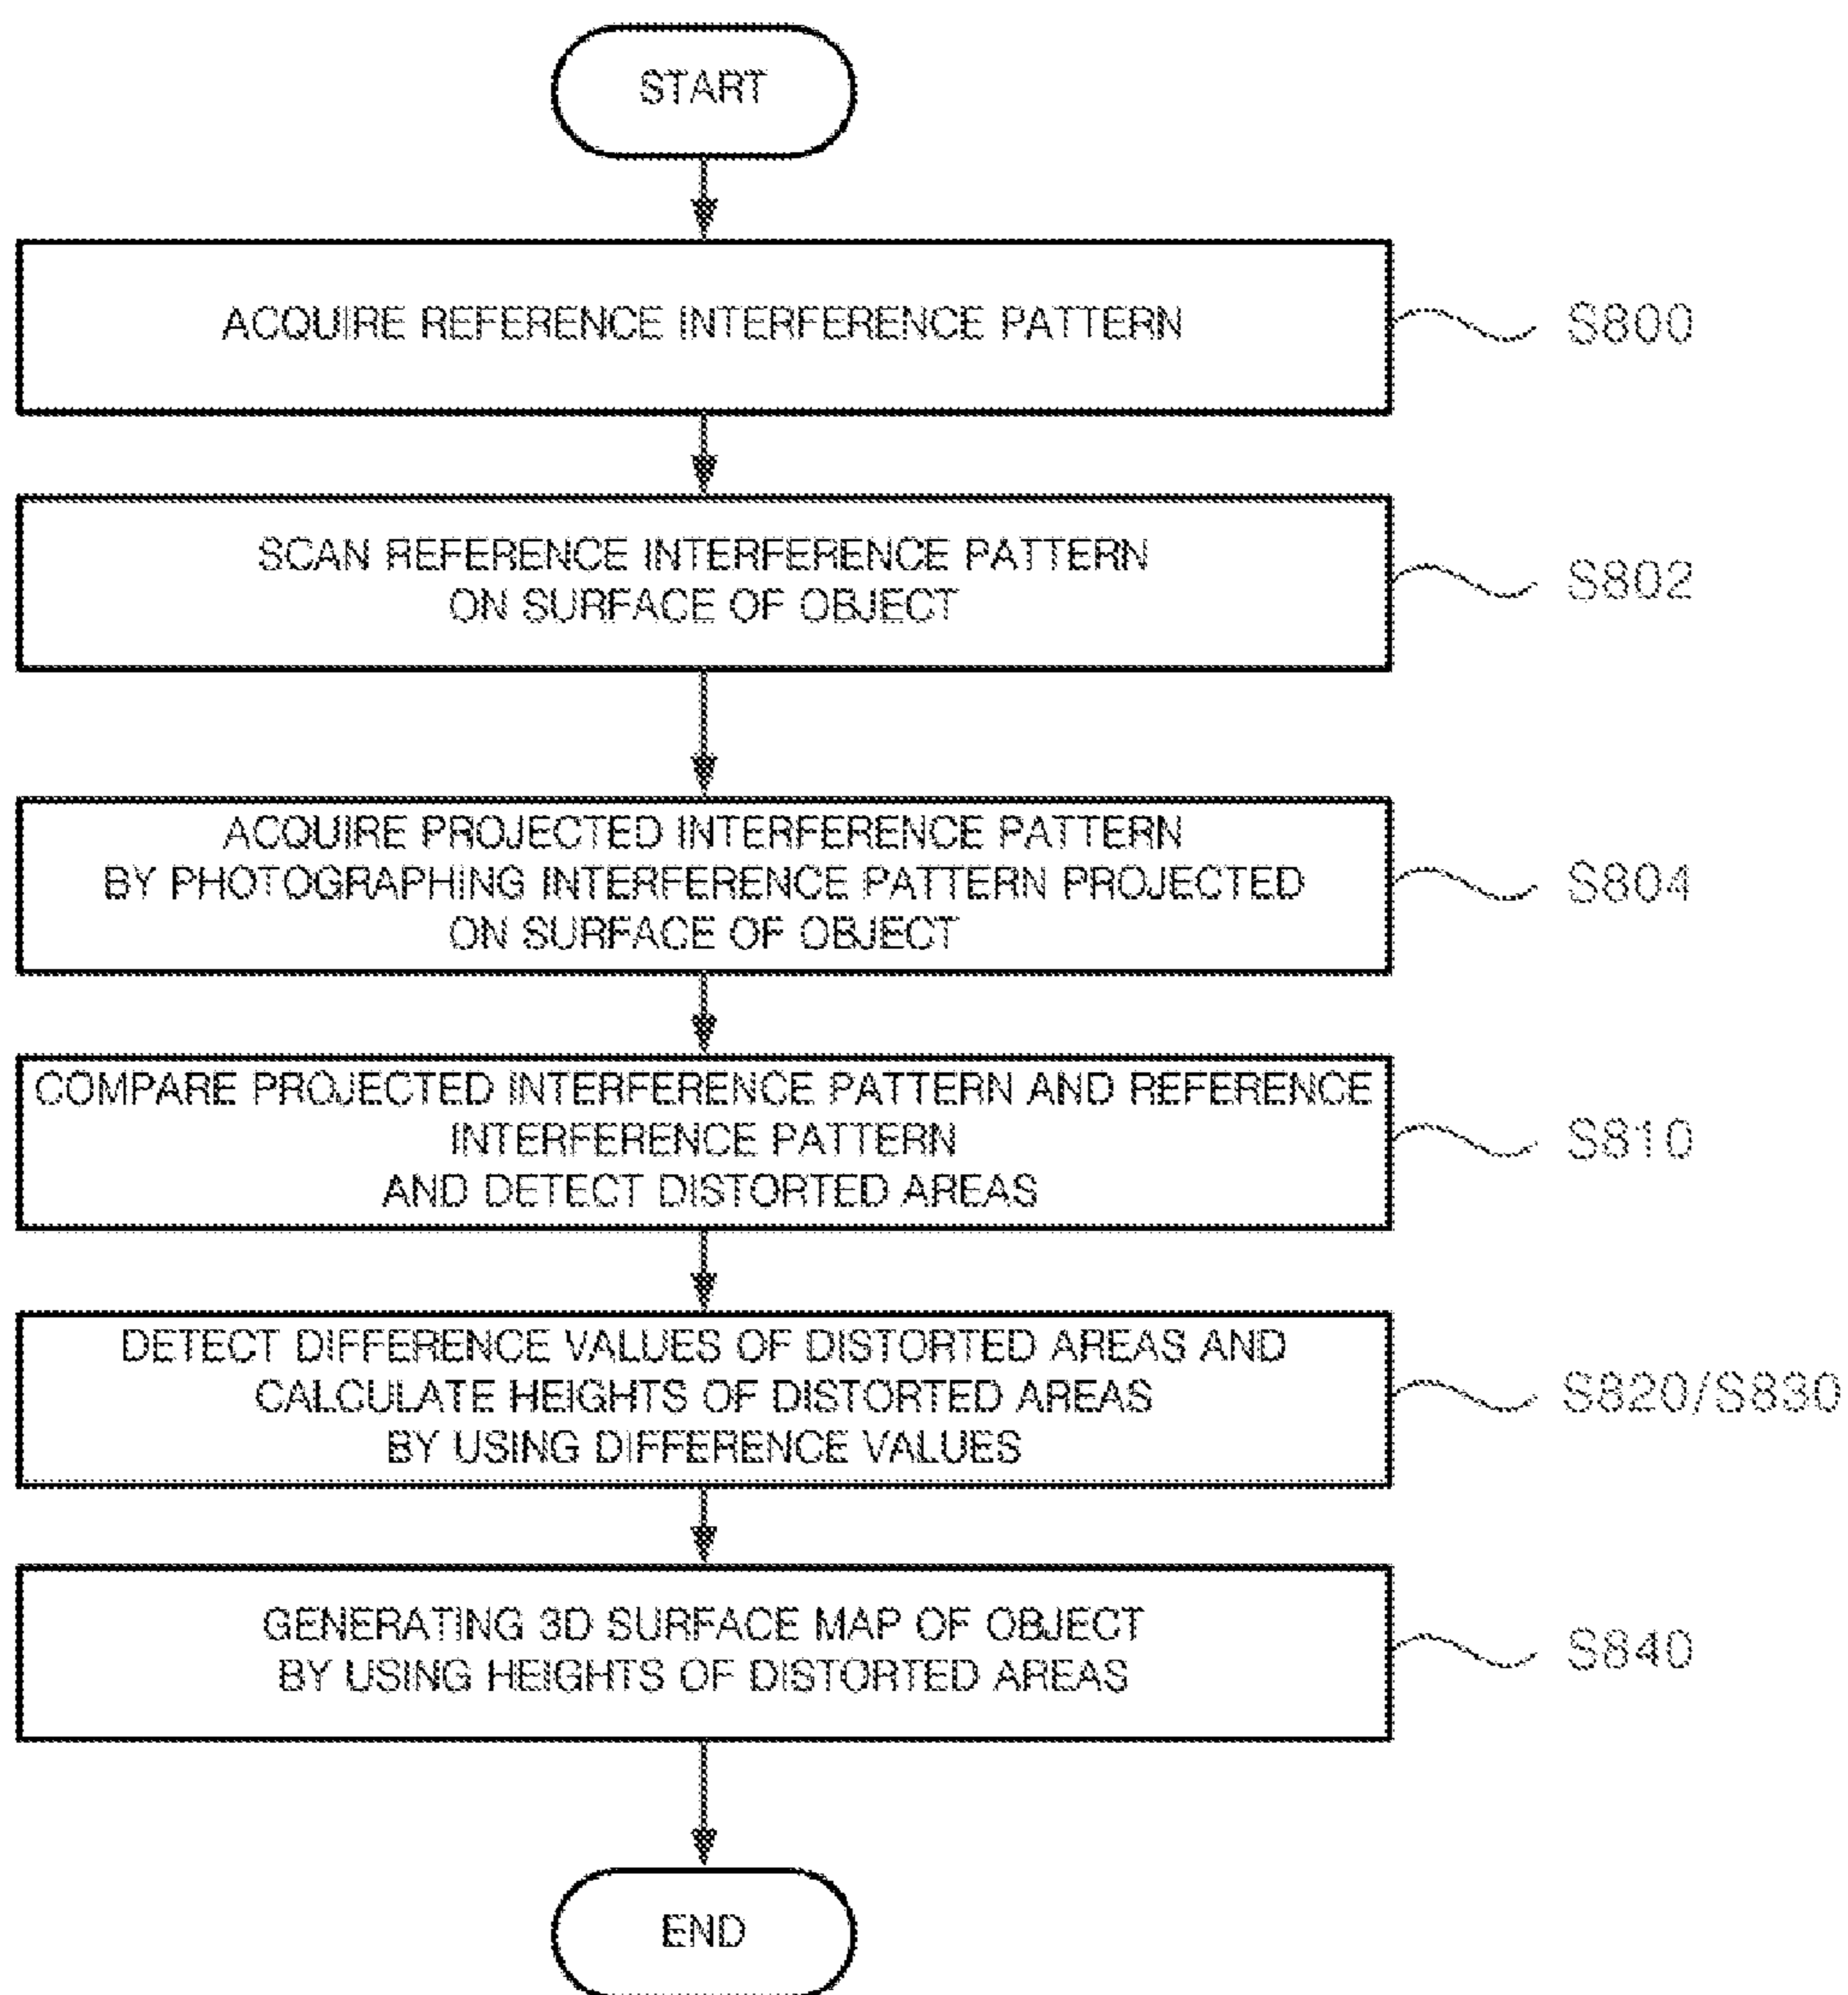 START
ACQUIRE REFERENCE INTERFERENCE PATTERN
S800
SCAN REFERENCE INTERFERENCE PATTERN
ON SURFACE OF OBJECT
S802
ACQUIRE PROJECTED INTERFERENCE PATTERN
BY PHOTOGRAPHING INTERFERENCE PATTERN PROJECTED
ON SURFACE OF OBJECT
S804
COMPARE PROJECTED INTERFERENCE PATTERN AND REFERENCE
INTERFERENCE PATTERN
AND DETECT DISTORTED AREAS
S810
DETECT DIFFERENCE VALUES OF DISTORTED AREAS AND
CALCULATE HEIGHTS OF DISTORTED AREAS
BY USING DIFFERENCE VALUES
S820/S830
GENERATING 3D SURFACE MAP OF OBJECT
BY USING HEIGHTS OF DISTORTED AREAS
S840
END